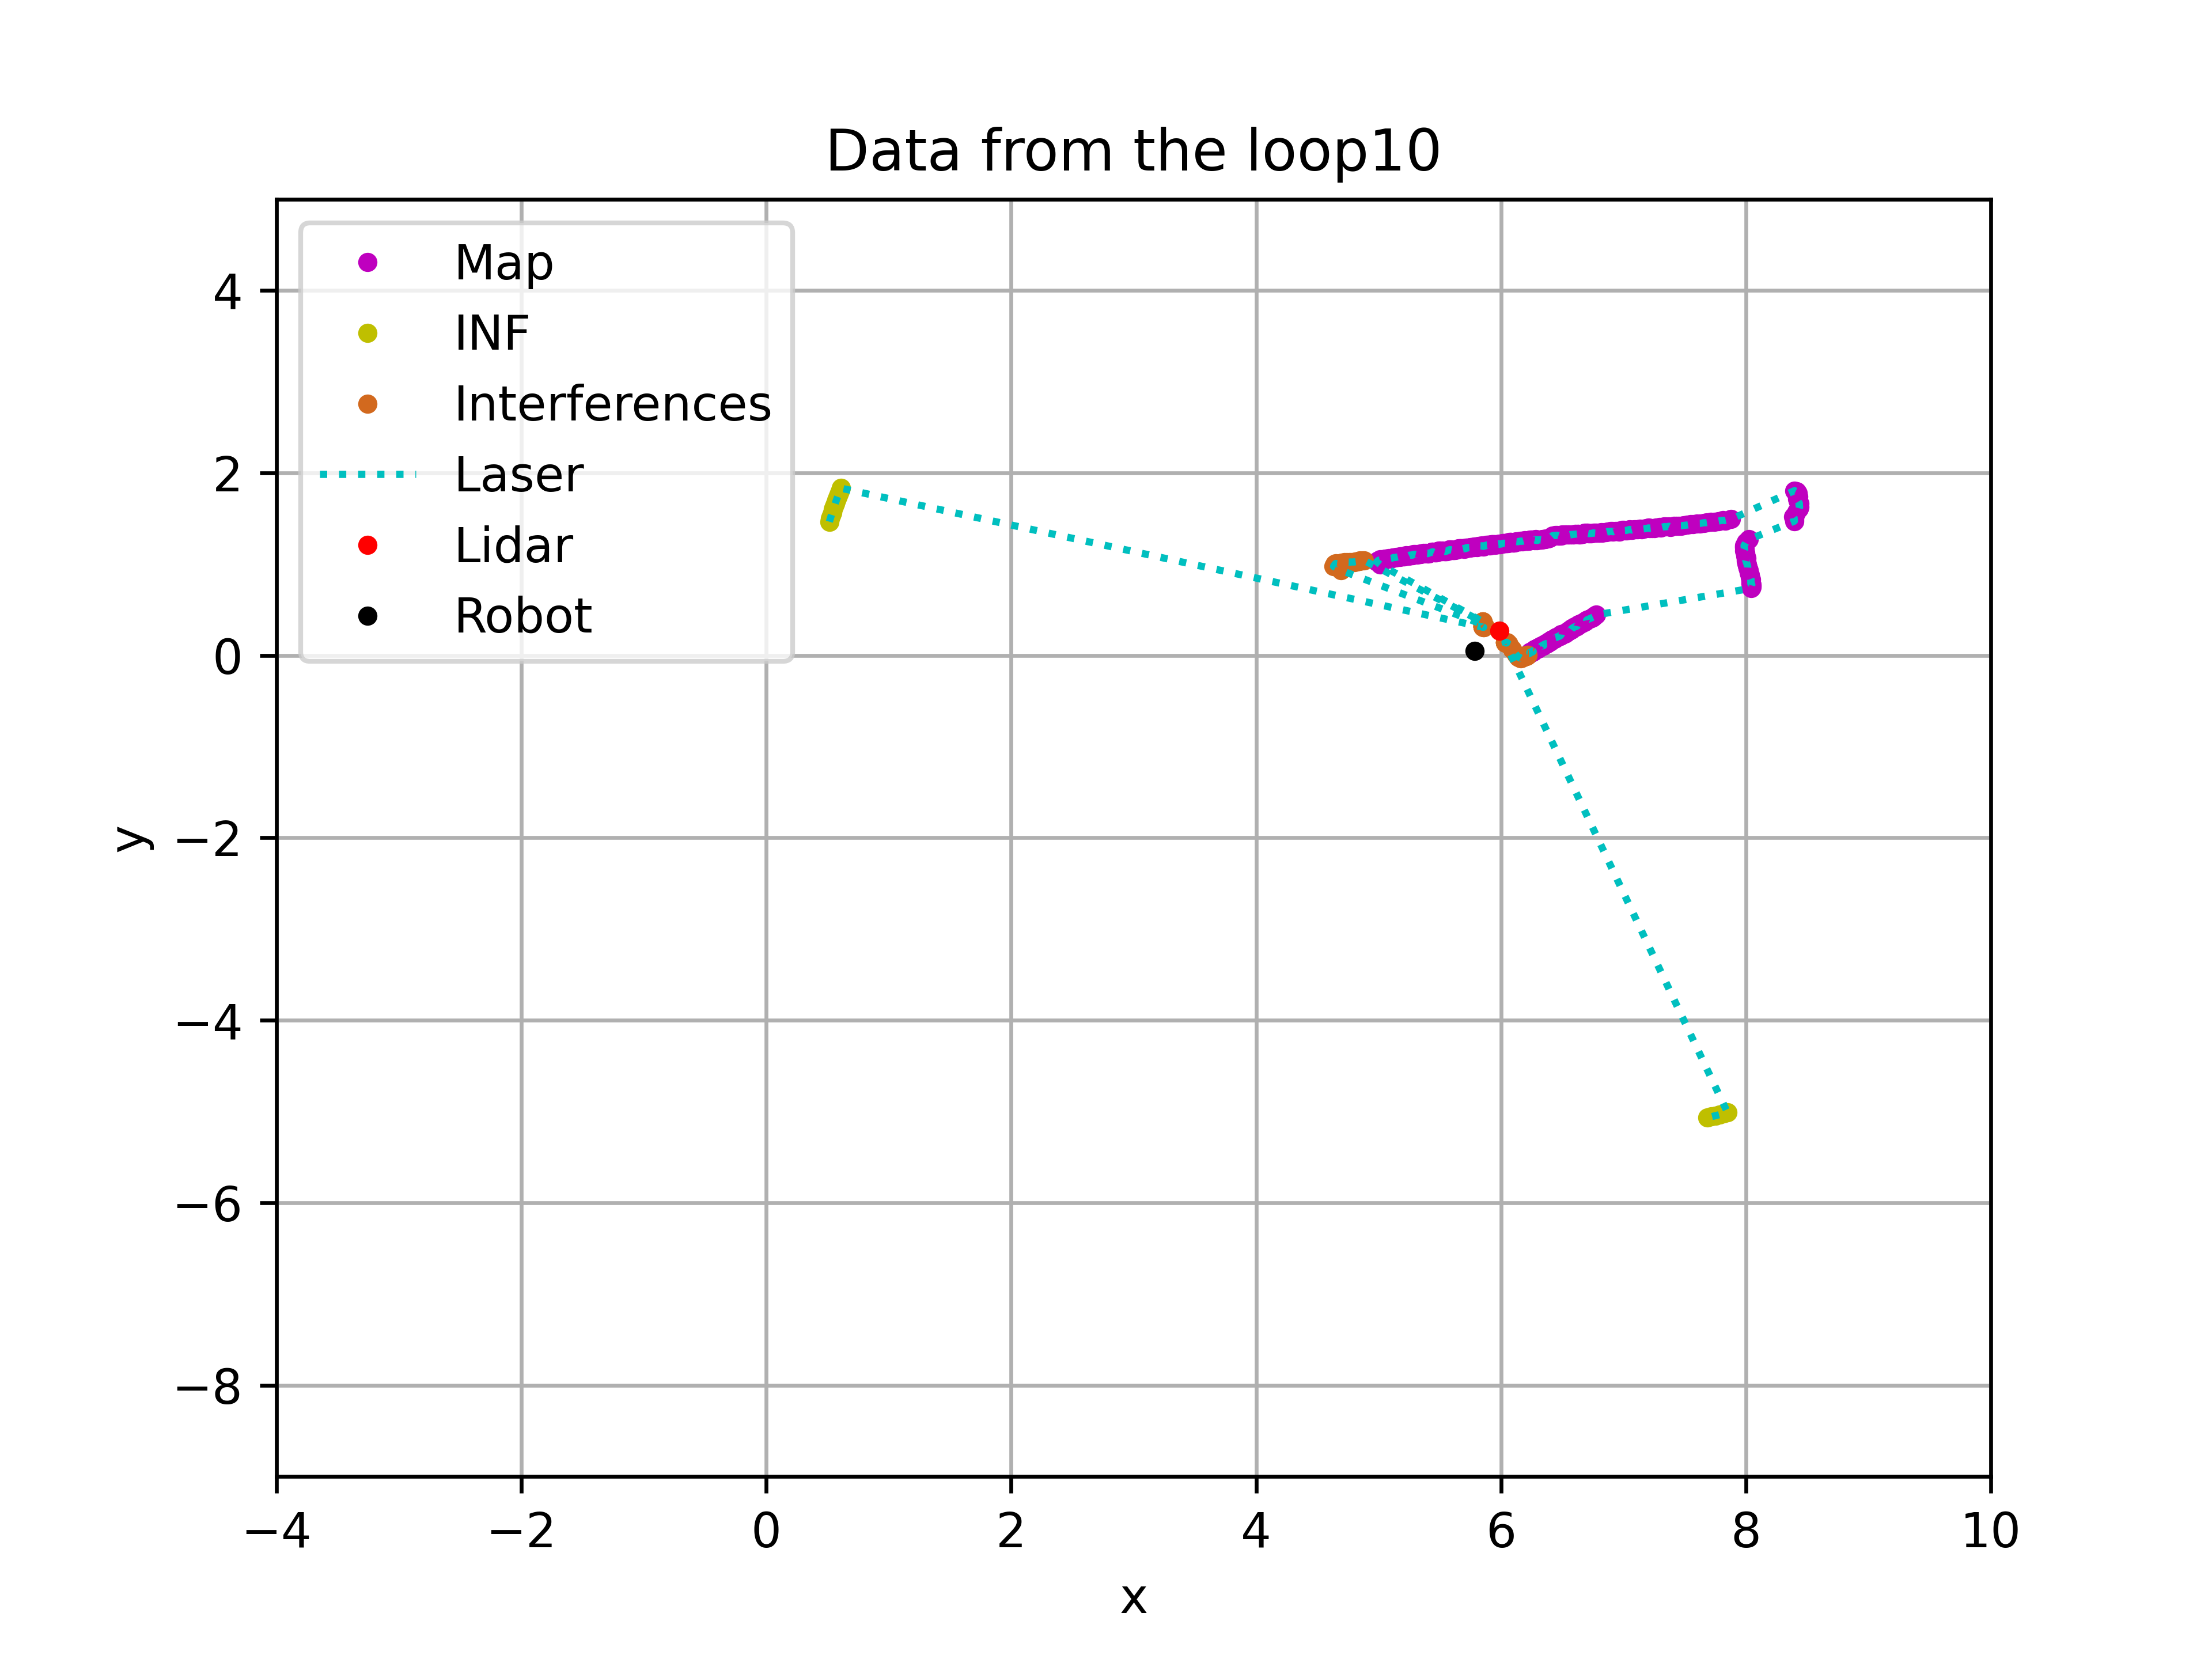 Data from the loop10
Map
INF
Interferences
Laser
Lidar
Robot
4
2
0
−2
−4
−6
−8
y
−4 −2 0 2 4 6 8 10
x